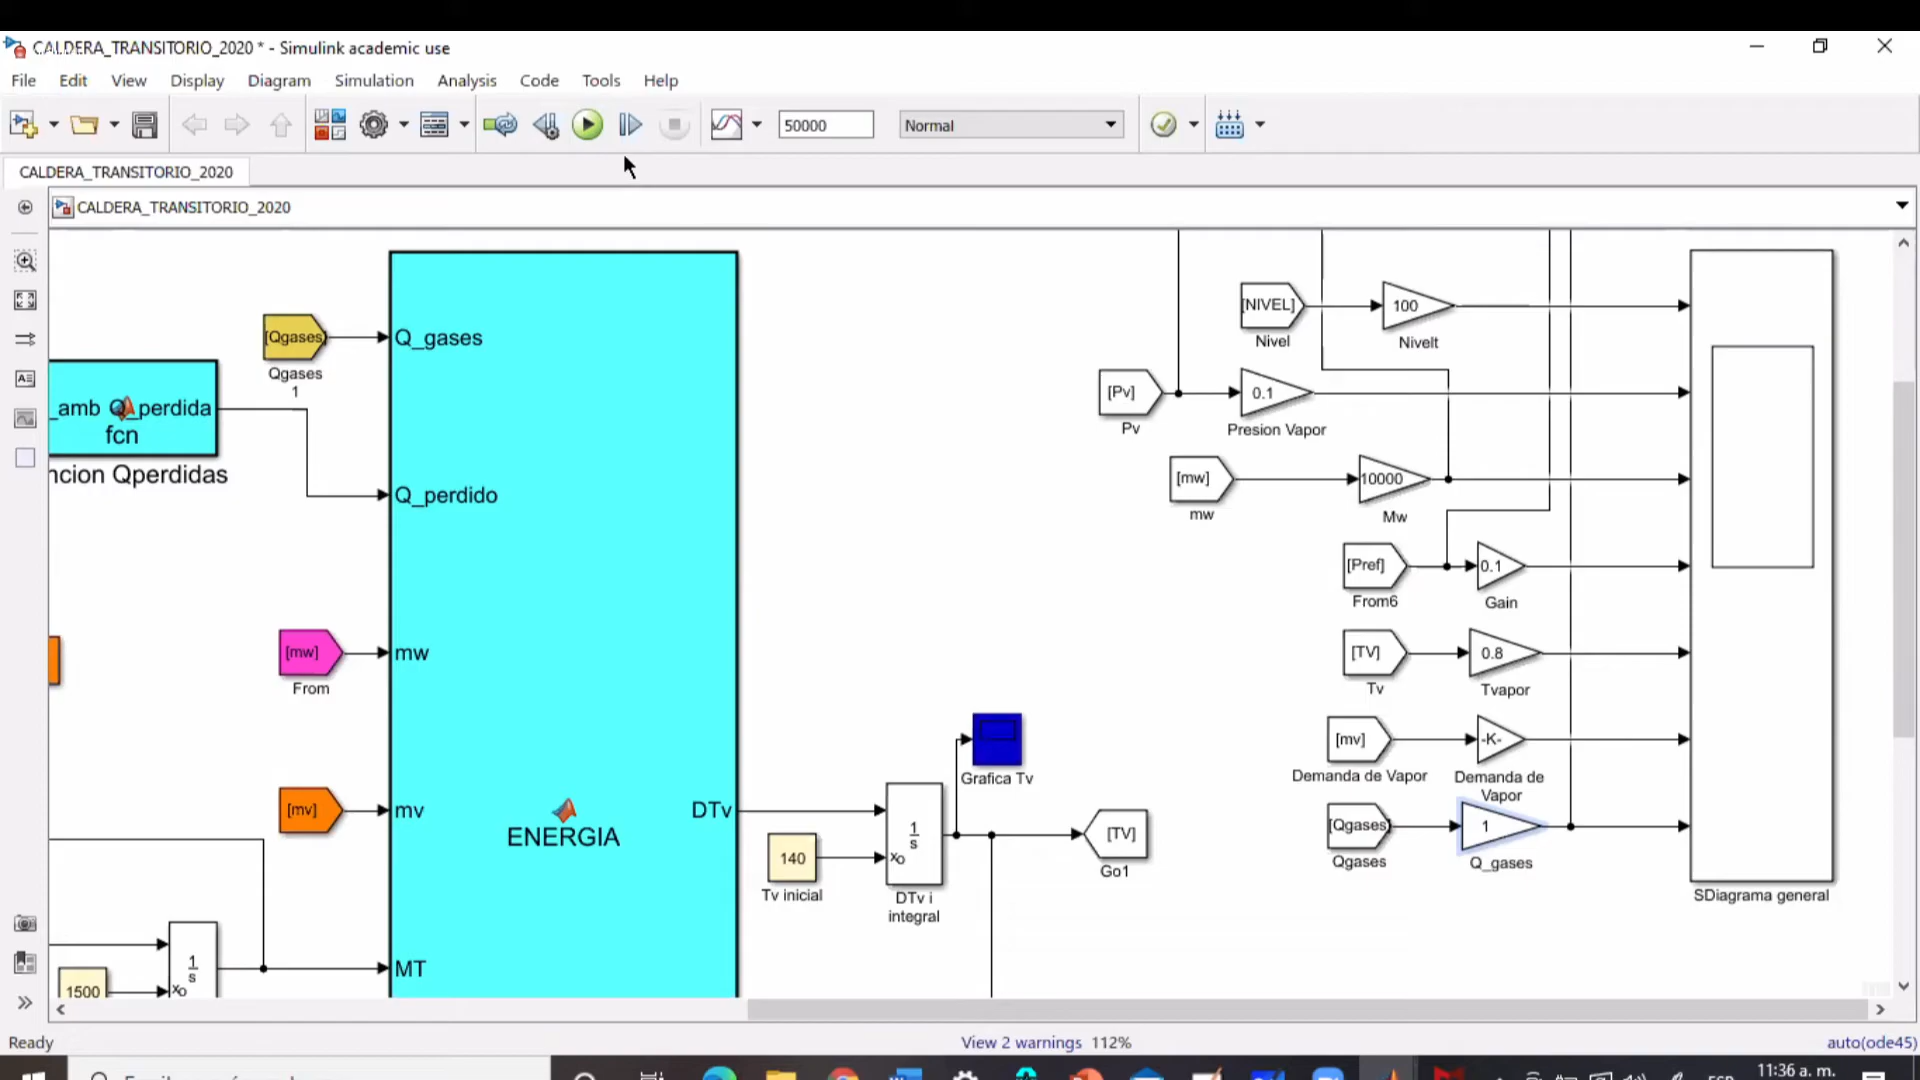 CALDERA_TRANSITORIO_2020 * - Simulink academic use
File Edit View Display Diagram Simulation Analysis Code Tools Help
50000
Normal
CALDERA_TRANSITORIO_2020
CALDERA_TRANSITORIO_2020
[Qgases]
Qgases
1
Q_gases
_amb Q_perdida
fcn
ncion Qperdidas
Q_perdido
[mw]
From
mw
[mv]
mv
ENERGIA
DTv
MT
1500
1
s
xo
140
Tv inicial
1
s
xo
DTv i
integral
Grafica Tv
[TV]
Go1
[NIVEL]
Nivel
100
Nivelt
[Pv]
Pv
0.1
Presion Vapor
[mw]
mw
10000
Mw
[Pref]
From6
0.1
Gain
[TV]
Tv
0.8
Tvapor
[mv]
Demanda de Vapor
-K-
Demanda de
Vapor
[Qgases]
Qgases
1
Q_gases
SDiagrama general
Ready
View 2 warnings 112%
auto(ode45)
11:36 a. m.